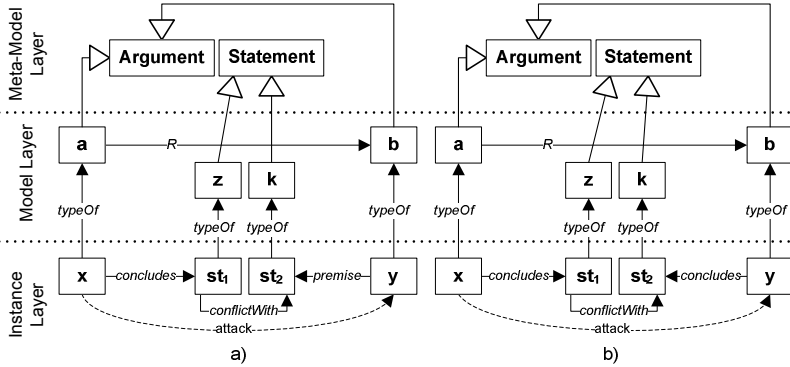 Meta-Model
Layer
Argument
Statement
Argument
Statement
Model Layer
a
R
b
a
R
b
z
k
z
k
typeOf
typeOf
typeOf
typeOf
typeOf
typeOf
typeOf
typeOf
Instance
Layer
x
concludes
st1
st2
premise
y
x
concludes
st1
st2
concludes
y
conflictWith
conflictWith
attack
attack
a)
b)